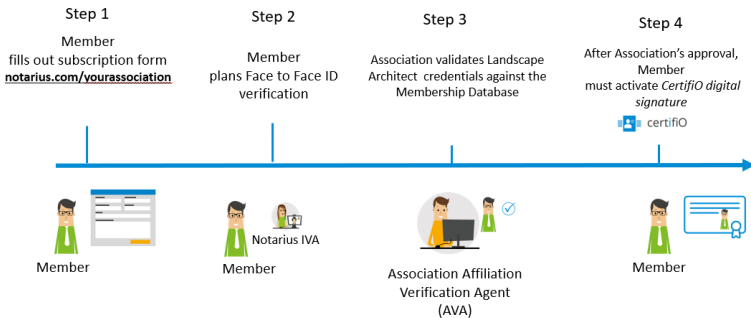 Step 1
Member
fills out subscription form
notarius.com/yourassociation
Step 2
Member
plans Face to Face ID
verification
Step 3
Association validates Landscape
Architect credentials against the
Membership Database
Step 4
After Association's approval,
Member
must activate CertifiO digital
signature
certifiO
Member
Notarius IVA
Member
Association Affiliation
Verification Agent
(AVA)
Member